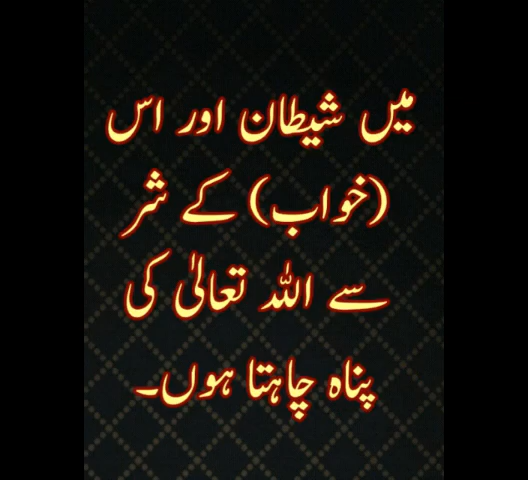 میں شیطان اور اس
(خواب) کے شر
سے اللہ تعالیٰ کی
پناہ چاہتا ہوں۔